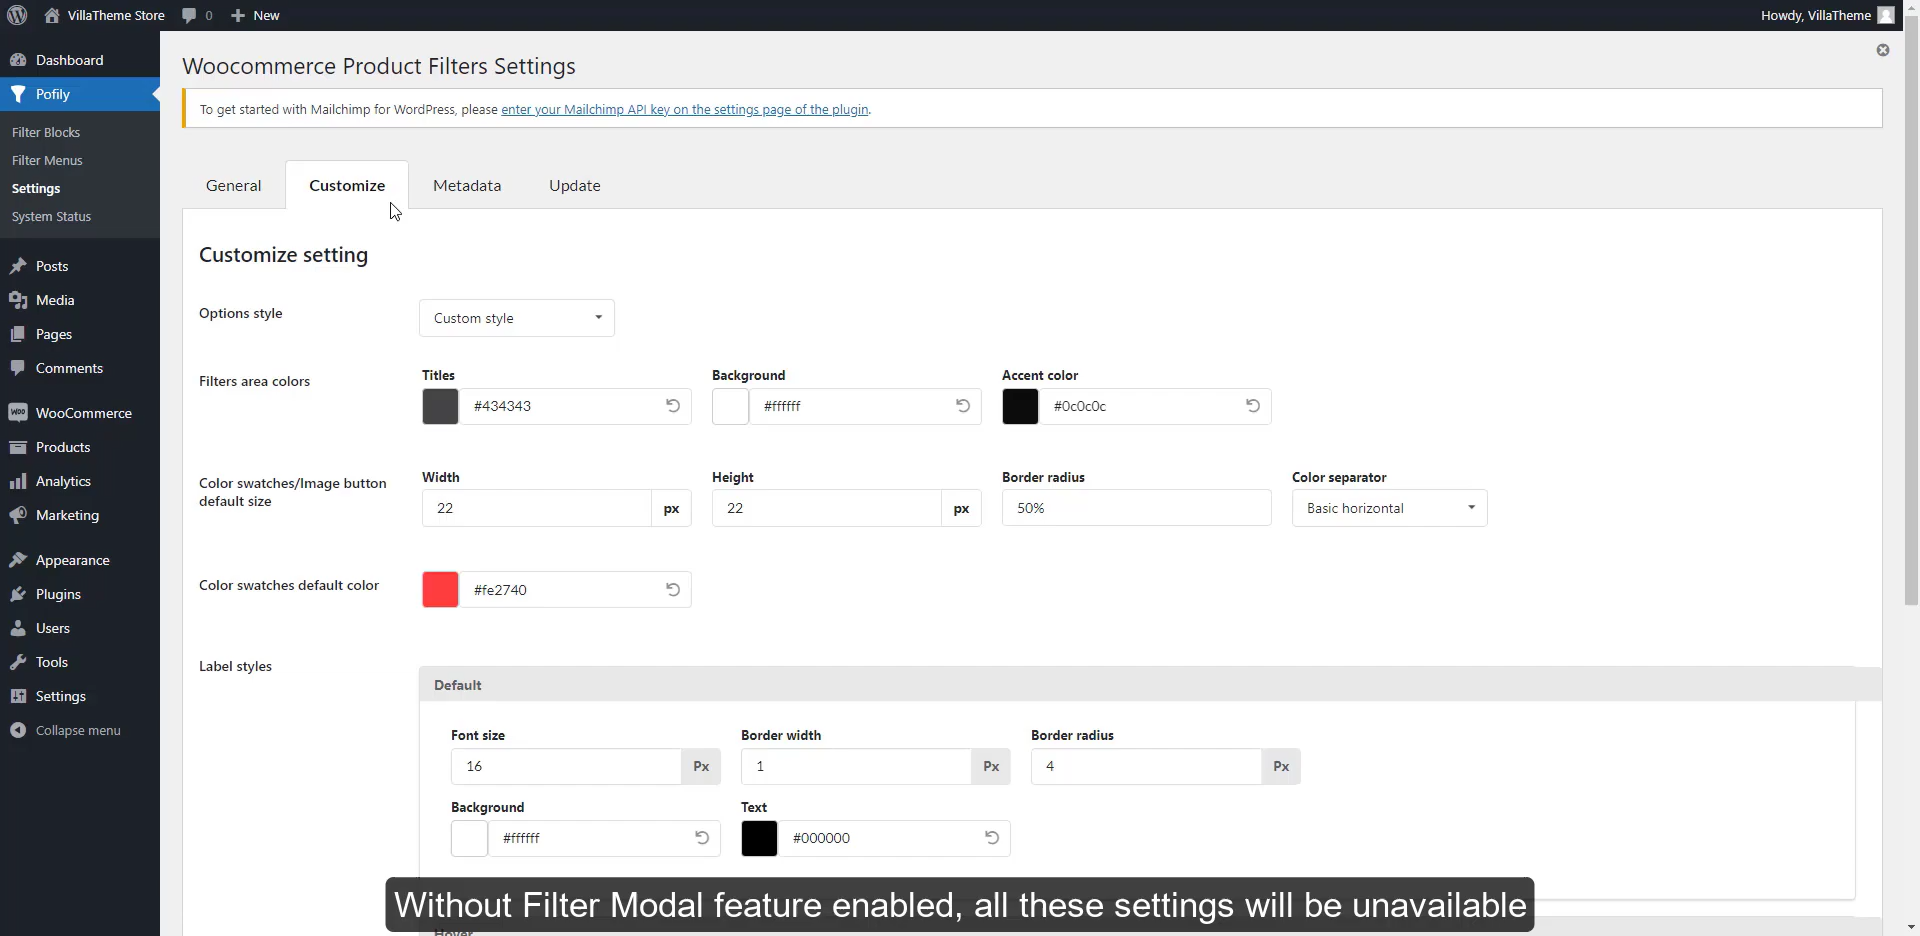 VillaTheme Store
0
New
Howdy, VillaTheme
Dashboard
Pofily
Filter Blocks
Filter Menus
Settings
System Status
Posts
Media
Pages
Comments
WooCommerce
Products
Analytics
Marketing
Appearance
Plugins
Users
Tools
Settings
Collapse menu
Woocommerce Product Filters Settings
To get started with Mailchimp for WordPress, please enter your Mailchimp API key on the settings page of the plugin.
General
Customize
Metadata
Update
Customize setting
Options style
Custom style
Filters area colors
Titles
Background
Accent color
#434343
#ffffff
#0c0c0c
Color swatches/Image button
default size
Width
Height
Border radius
Color separator
22
px
22
px
50%
Basic horizontal
Color swatches default color
#fe2740
Label styles
Default
Font size
Border width
Border radius
16
Px
1
Px
4
Px
Background
Text
#ffffff
#000000
Without Filter Modal feature enabled, all these settings will be unavailable
Hover